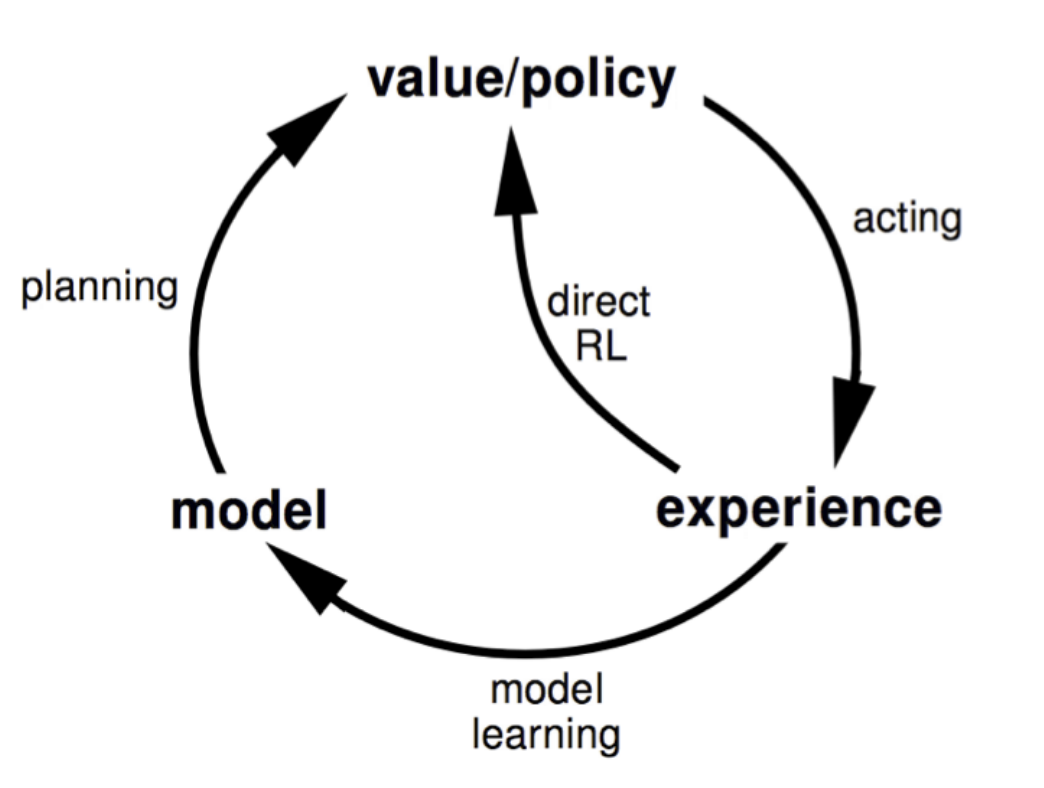 value/policy
acting
planning
direct
RL
model
experience
model
learning